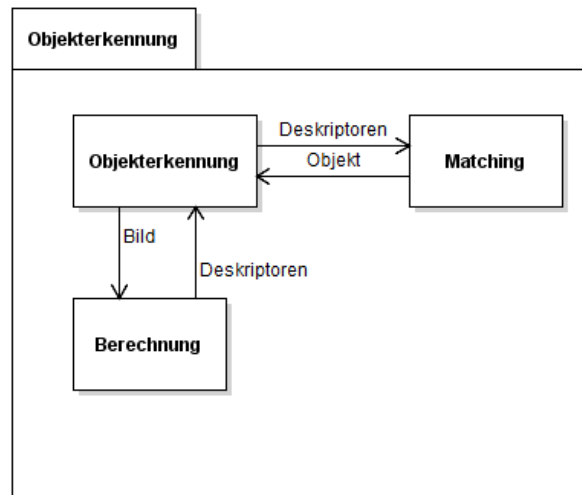 Objekterkennung
Deskriptoren
Objekterkennung
Objekt
Matching
Bild
Deskriptoren
Berechnung